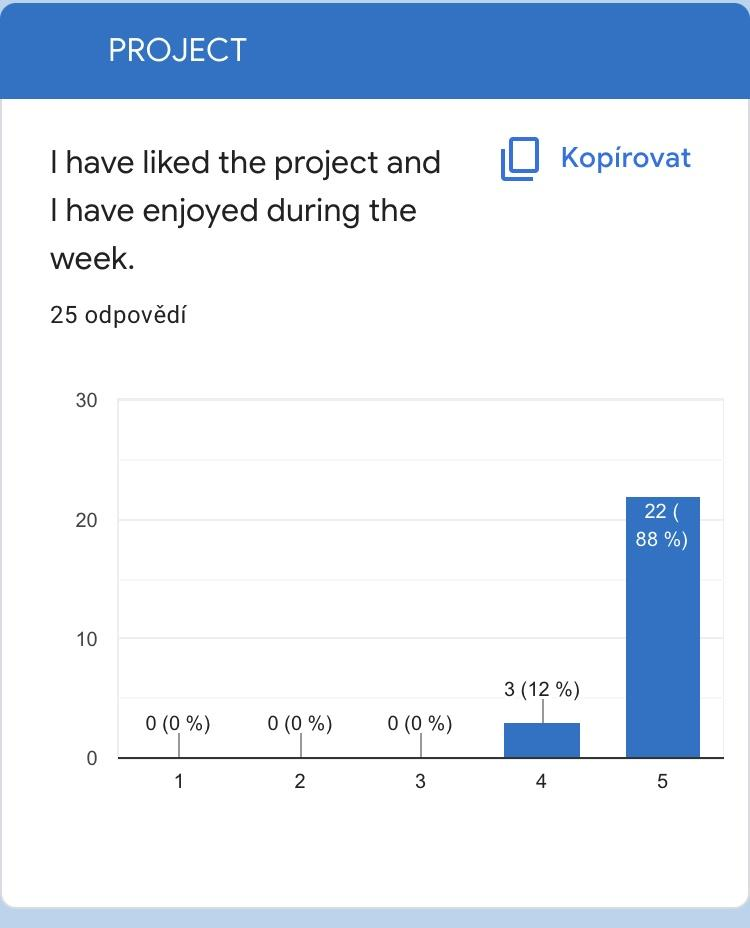 PROJECT
I have liked the project and
Kopírovat
I have enjoyed during the
week.
25 odpovědí
30
20
10
0
0 (0 %)
0 (0 %)
0 (0 %)
3 (12 %)
22 (
88 %)
1
2
3
4
5